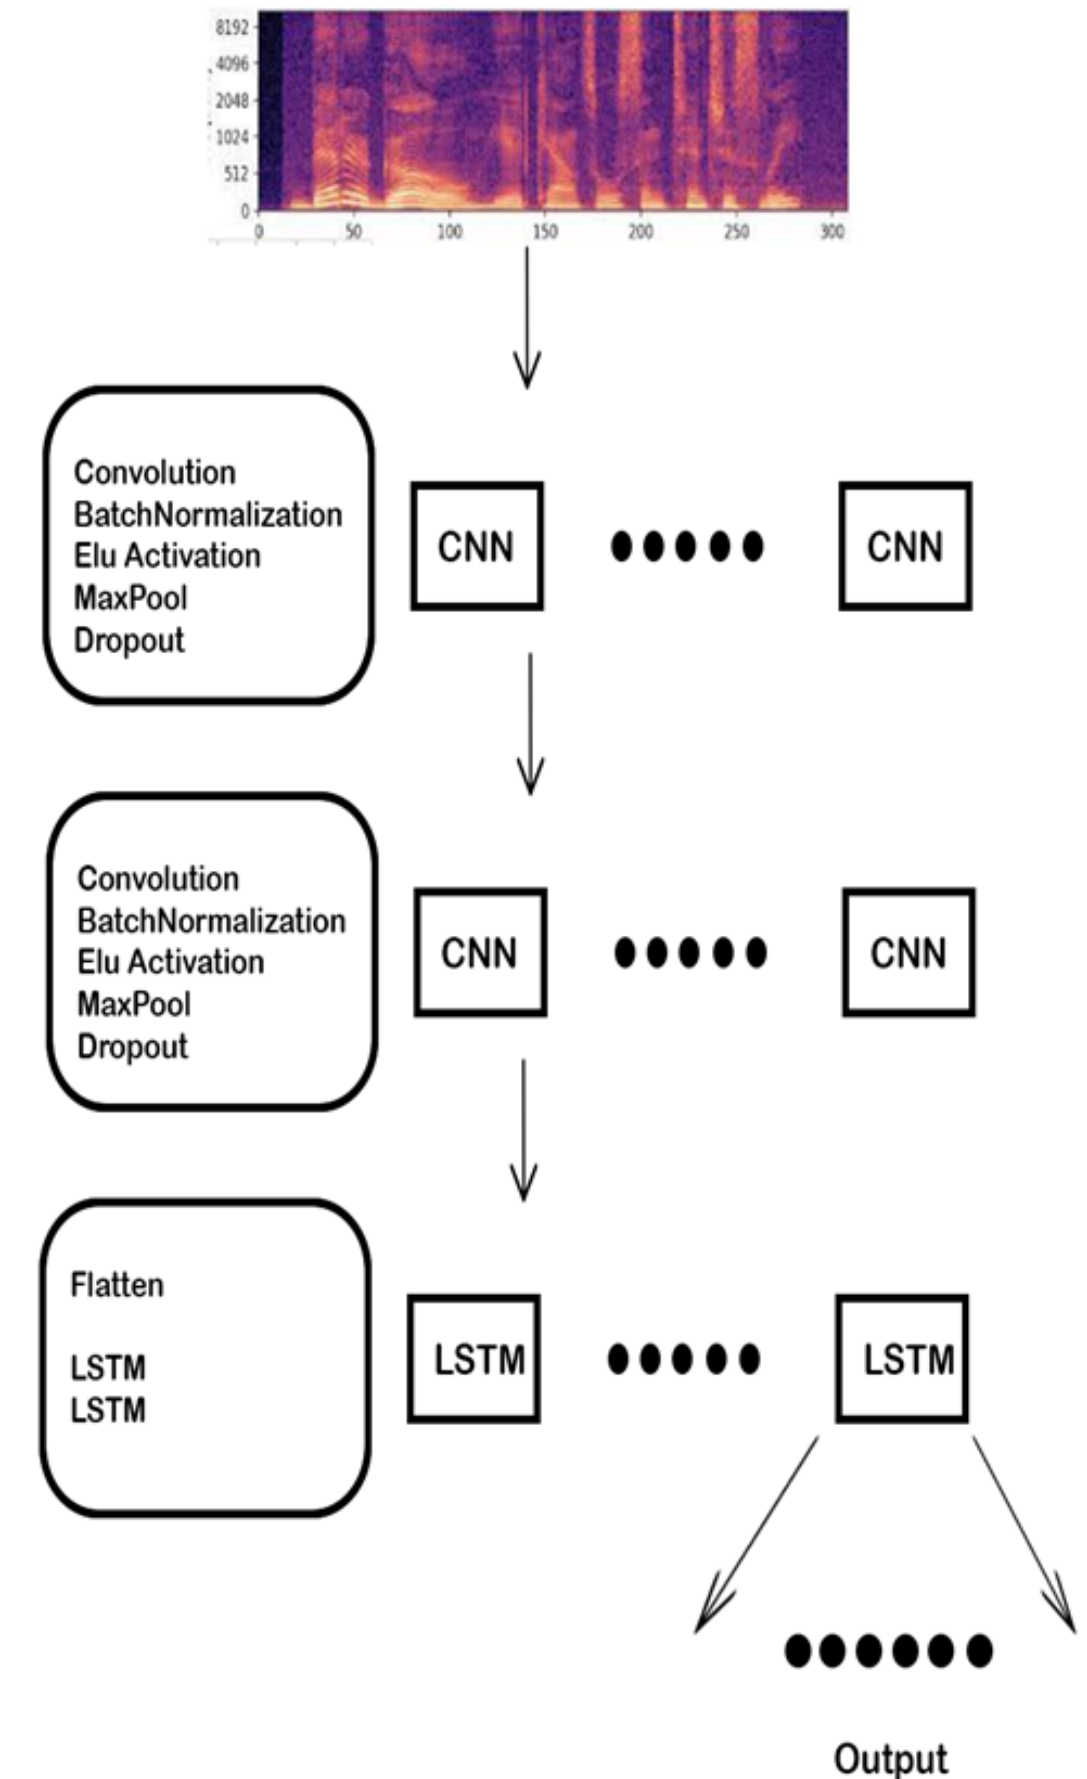 8192
4096
2048
1024
512
0
0 50 100 150 200 250 300
Convolution
BatchNormalization
Elu Activation
MaxPool
Dropout
CNN CNN
Convolution
BatchNormalization
Elu Activation
MaxPool
Dropout
CNN CNN
Flatten
LSTM
LSTM
LSTM LSTM
Output